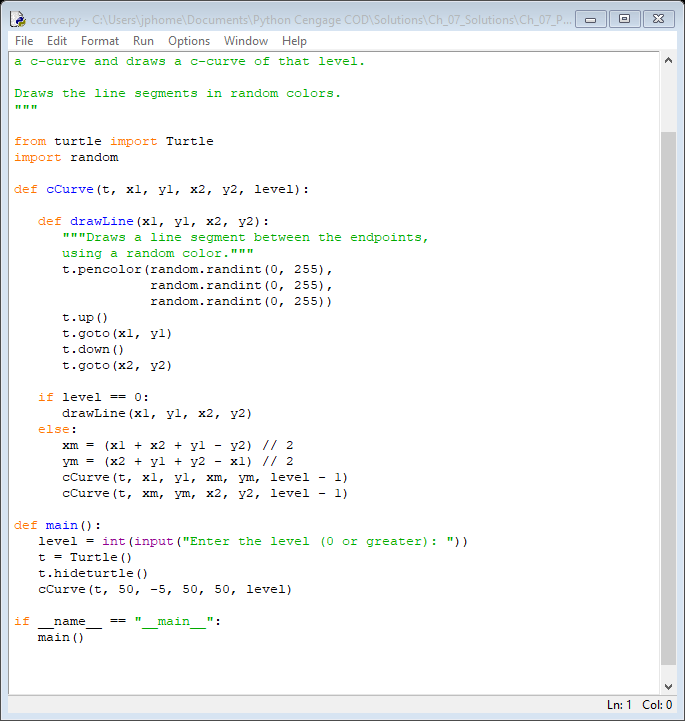 ccurve.py - C:\Users\jphome\Documents\Python Cengage COD\Solutions\Ch_07_Solutions\Ch_07_P...
File Edit Format Run Options Window Help
a c-curve and draws a c-curve of that level.
Draws the line segments in random colors.
"""
from turtle import Turtle
import random
def cCurve(t, x1, y1, x2, y2, level):
    def drawLine(x1, y1, x2, y2):
        """Draws a line segment between the endpoints,
        using a random color."""
        t.pencolor(random.randint(0, 255),
                   random.randint(0, 255),
                   random.randint(0, 255))
        t.up()
        t.goto(x1, y1)
        t.down()
        t.goto(x2, y2)
    if level == 0:
        drawLine(x1, y1, x2, y2)
    else:
        xm = (x1 + x2 + y1 - y2) // 2
        ym = (x2 + y1 + y2 - x1) // 2
        cCurve(t, x1, y1, xm, ym, level - 1)
        cCurve(t, xm, ym, x2, y2, level - 1)
def main():
    level = int(input("Enter the level (0 or greater): "))
    t = Turtle()
    t.hideturtle()
    cCurve(t, 50, -5, 50, 50, level)
if __name__ == "__main__":
    main()
Ln: 1 Col: 0